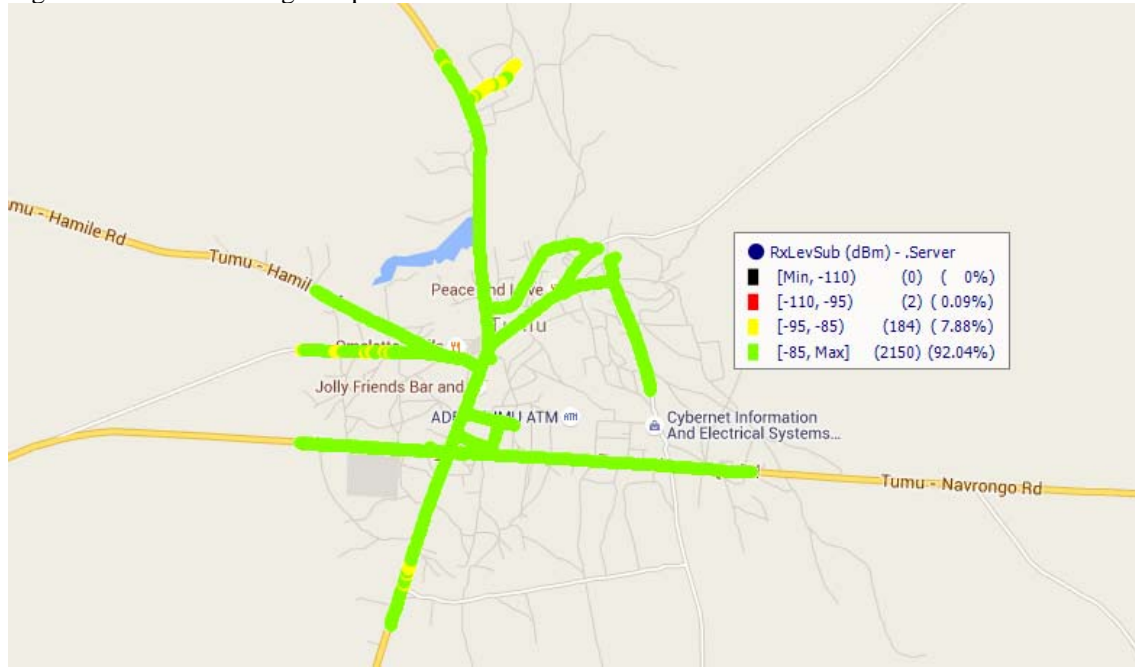 mu - Hamile Rd
Tumu - Hamil
Peace and Love
Tumu
Jolly Friends Bar and
ATM
ATM
Cybernet Information
And Electrical Systems...
Tumu - Navrongo Rd
RxLevSub (dBm) - .Server
[Min, -110) (0) ( 0%)
[-110, -95) (2) ( 0.09%)
[-95, -85) (184) ( 7.88%)
[-85, Max] (2150) (92.04%)